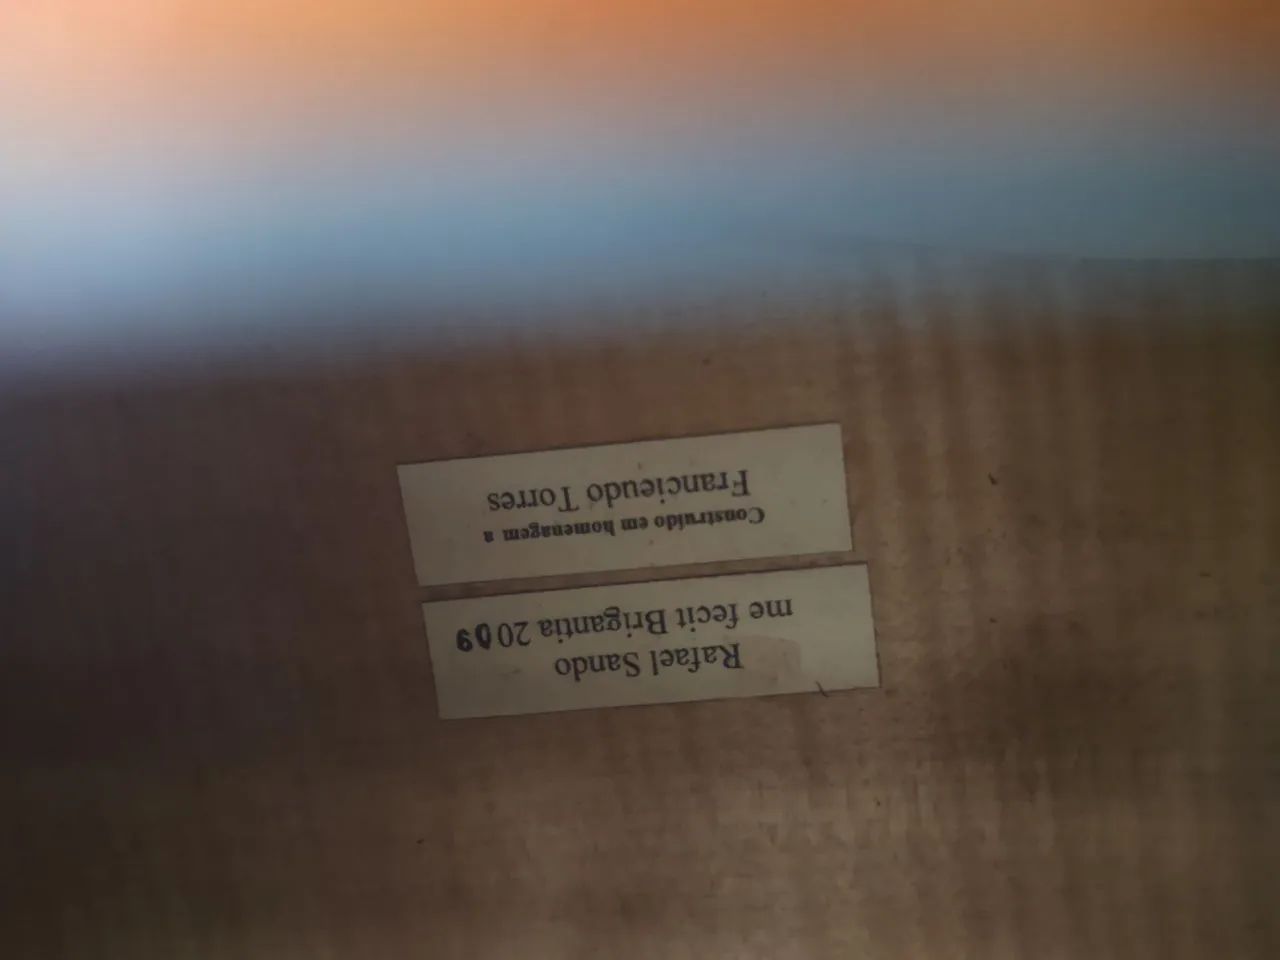 Rafael Sando
me fecit Brigantia 2009
Construido em homenagem a
Francieudo Torres